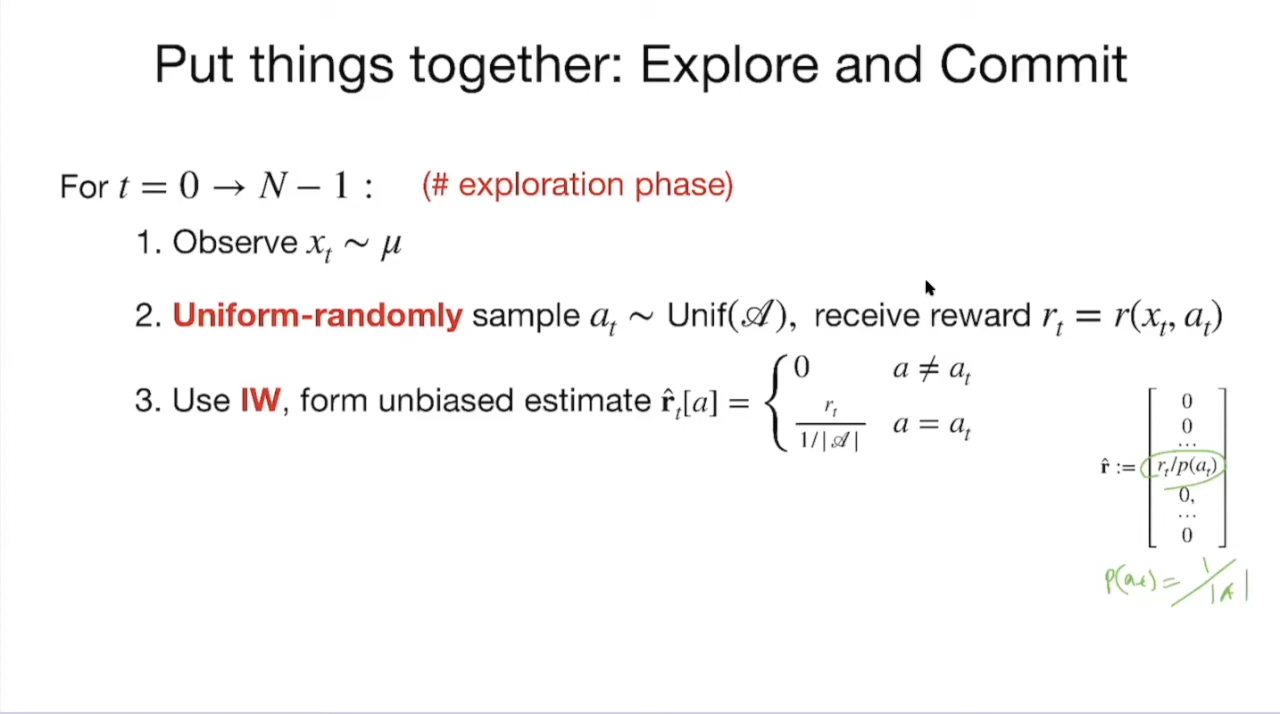 Put things together: Explore and Commit
For t = 0 → N − 1 : (# exploration phase)
1. Observe x_t ∼ μ
2. Uniform-randomly sample a_t ∼ Unif(𝒜), receive reward r_t = r(x_t, a_t)
3. Use IW, form unbiased estimate r̂_t[a] = { 0 a ≠ a_t
r_t / 1/|𝒜| a = a_t
r̂ := [ 0
0
...
r_t/p(a_t)
0,
...
0 ]
p(a_t) = 1/|A|